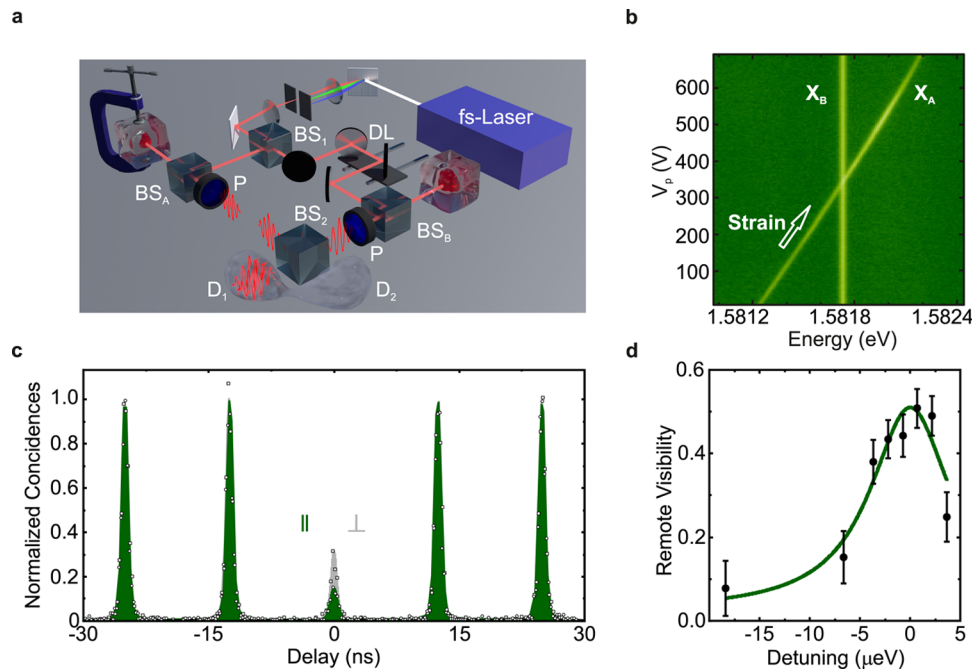 a
fs-Laser
BS₁
DL
BSA
P
BS₂
P
BSB
D₁
D₂
b
XB
XA
Strain
Vp (V)
600
500
400
300
200
100
1.5812
1.5818
1.5824
Energy (eV)
c
Normalized Concidences
1.0
0.8
0.6
0.4
0.2
0
-30
-15
0
15
30
Delay (ns)
||
⊥
d
Remote Visibility
0.6
0.4
0.2
0.0
-15
-10
-5
0
5
Detuning (μeV)